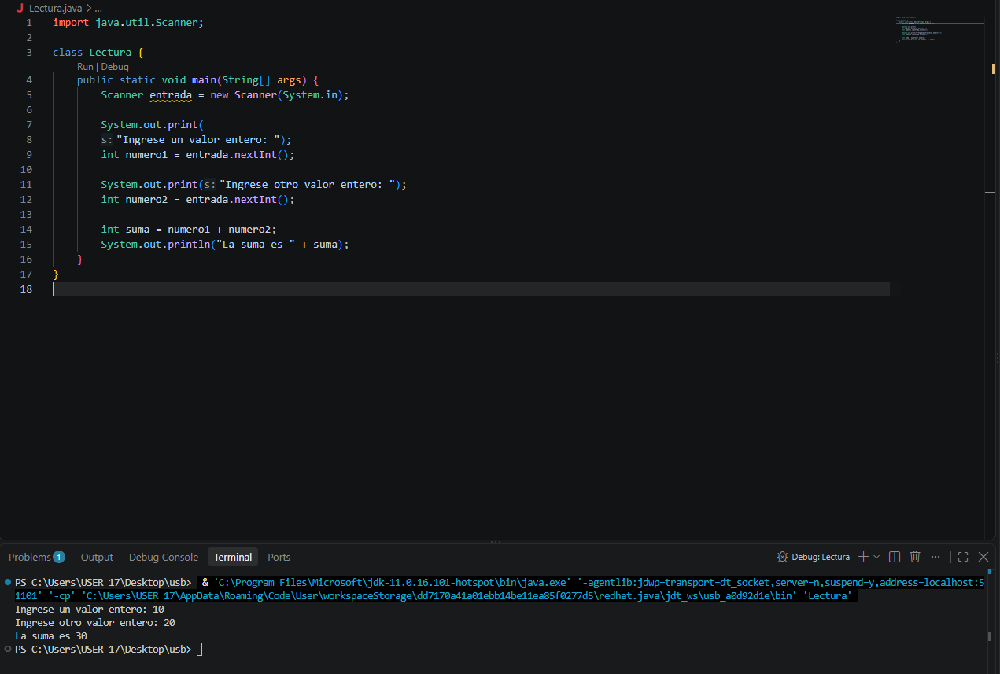 Lectura.java > ...
1 import java.util.Scanner;
2
3 class Lectura {
Run | Debug
4 public static void main(String[] args) {
5 Scanner entrada = new Scanner(System.in);
6
7 System.out.print(
8 s: "Ingrese un valor entero: ");
9 int numero1 = entrada.nextInt();
10
11 System.out.print(s: "Ingrese otro valor entero: ");
12 int numero2 = entrada.nextInt();
13
14 int suma = numero1 + numero2;
15 System.out.println("La suma es " + suma);
16 }
17 }
18
Problems 1 Output Debug Console Terminal Ports Debug: Lectura
PS C:\Users\USER 17\Desktop\usb> & 'C:\Program Files\Microsoft\jdk-11.0.16.101-hotspot\bin\java.exe' '-agentlib:jdwp=transport=dt_socket,server=n,suspend=y,address=localhost:5
1101' '-cp' 'C:\Users\USER 17\AppData\Roaming\Code\User\workspaceStorage\dd7170a41a01ebb14be11ea85f0277d5\redhat.java\jdt_ws\usb_a0d92d1e\bin' 'Lectura'
Ingrese un valor entero: 10
Ingrese otro valor entero: 20
La suma es 30
PS C:\Users\USER 17\Desktop\usb>